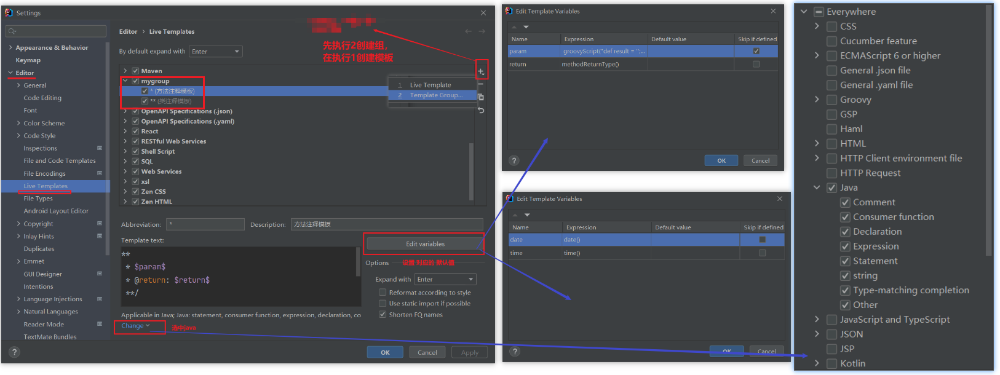 Settings
Appearance & Behavior
Keymap
Editor
General
Code Editing
Font
Color Scheme
Code Style
Inspections
File and Code Templates
File Encodings
Live Templates
File Types
Android Layout Editor
Copyright
Inlay Hints
Duplicates
Emmet
GUI Designer
Intentions
Language Injections
Natural Languages
Reader Mode
TextMate Bundles
?
Editor › Live Templates
先执行2创建组，
在执行1创建模板
By default expand with Enter
Maven
mygroup
* (方法注释模板)
** (类注释模板)
OpenAPI Specifications (.json)
OpenAPI Specifications (.yaml)
React
RESTful Web Services
Shell Script
SQL
Web Services
xsl
Zen CSS
Zen HTML
1 Live Template
2 Template Group...
Abbreviation: * Description: 方法注释模板
Template text:
**
* $param$
* @return: $return$
**/
Edit variables
Options 设置 对应的 默认值
Expand with Enter
Reformat according to style
Use static import if possible
Shorten FQ names
Applicable in Java; Java: statement, consumer function, expression, declaration, co
Change 选中java
OK Cancel Apply
Edit Template Variables
Name Expression Default value Skip if defined
param groovyScript("def result = '';...
return methodReturnType()
? OK Cancel
Edit Template Variables
Name Expression Default value Skip if defined
date date()
time time()
? OK Cancel
Everywhere
CSS
Cucumber feature
ECMAScript 6 or higher
General .json file
General .yaml file
Groovy
GSP
Haml
HTML
HTTP Client environment file
HTTP Request
Java
Comment
Consumer function
Declaration
Expression
Statement
string
Type-matching completion
Other
JavaScript and TypeScript
JSON
JSP
Kotlin